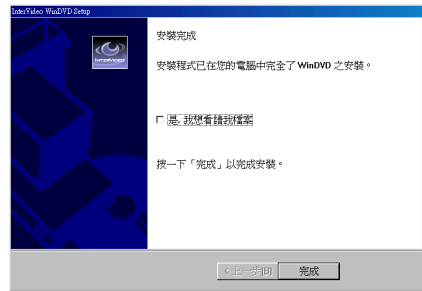 InterVideo WinDVD Setup
INTERVIDEO
安裝完成
安裝程式已在您的電腦中完全了 WinDVD 之安裝。
是, 我想看讀我檔案
按一下「完成」以完成安裝。
< 上一步(B)
完成